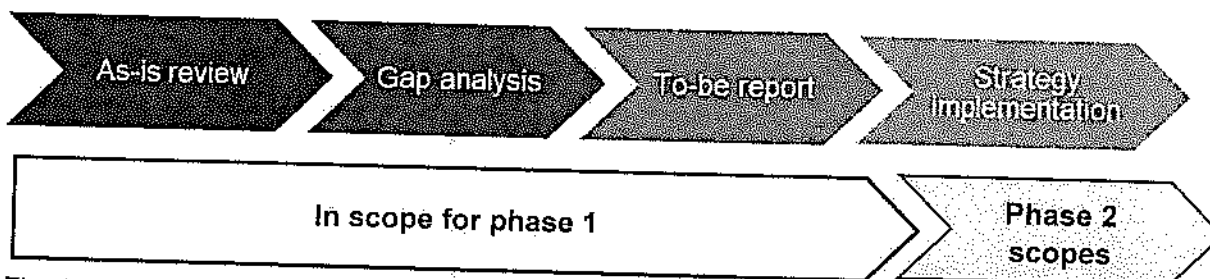 As-is review
Gap analysis
To-be report
Strategy
implementation
In scope for phase 1
Phase 2
scopes